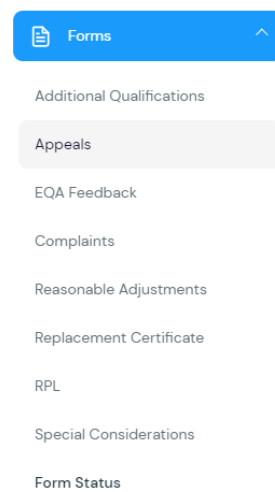 Forms
Additional Qualifications
Appeals
EQA Feedback
Complaints
Reasonable Adjustments
Replacement Certificate
RPL
Special Considerations
Form Status